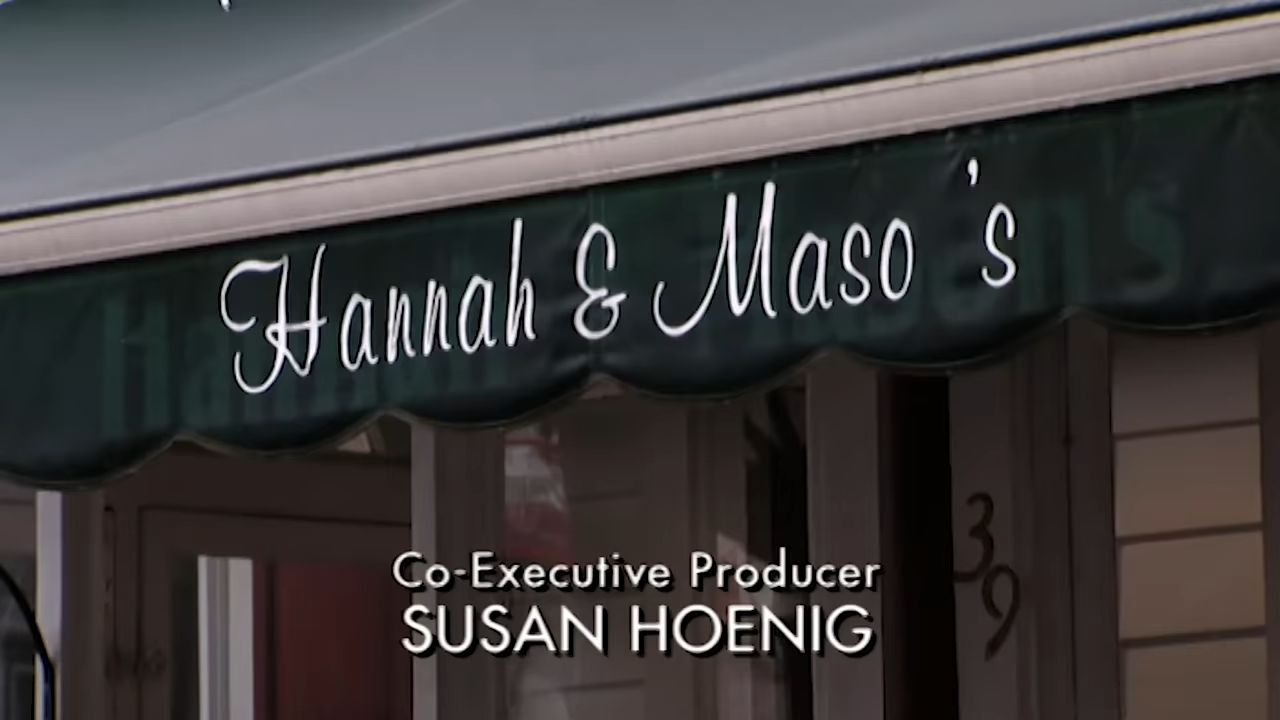 Hannah & Maso 's
39
Co-Executive Producer
SUSAN HOENIG